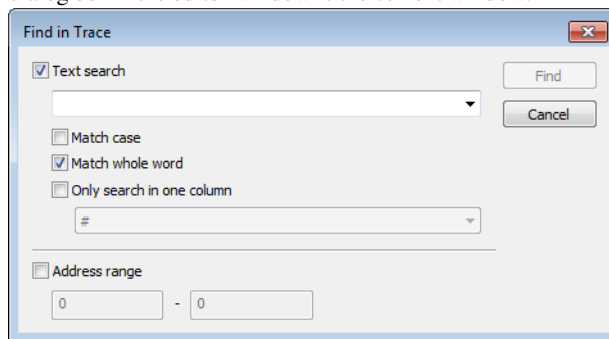 Find in Trace
Text search
Find
Cancel
Match case
Match whole word
Only search in one column
#
Address range
0 - 0